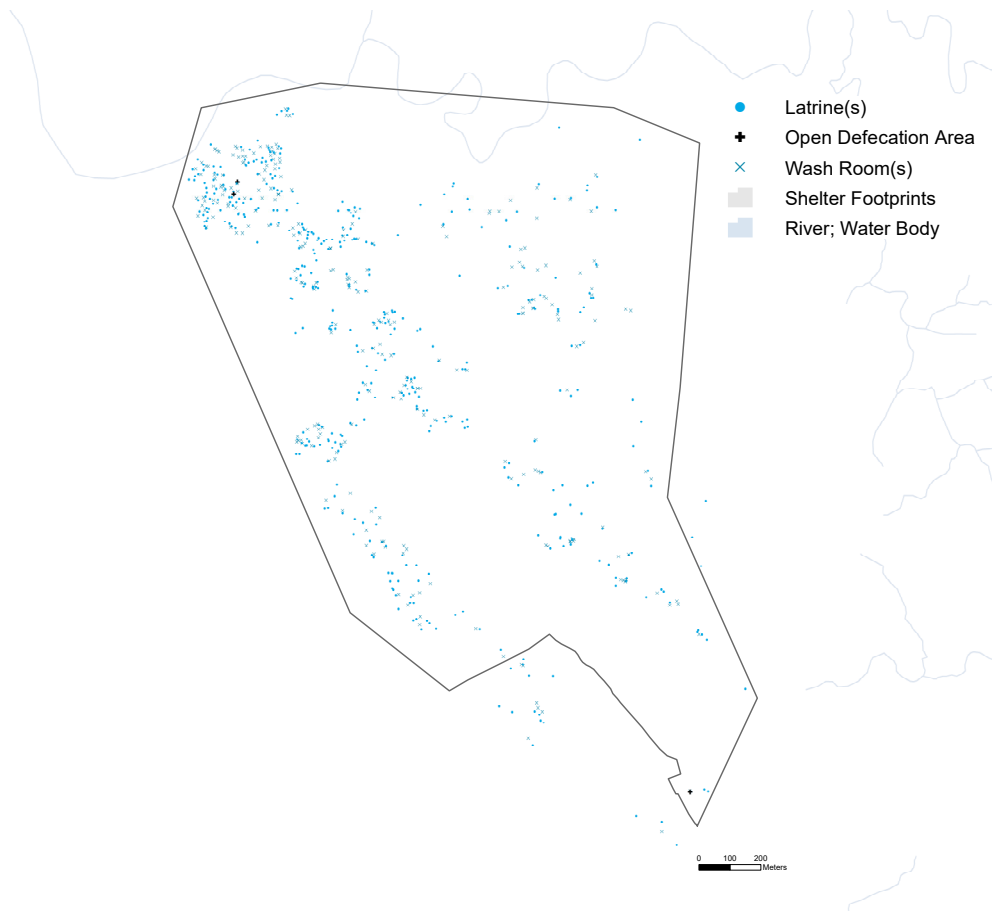 Latrine(s)
Open Defecation Area
Wash Room(s)
Shelter Footprints
River; Water Body
0 100 200
Meters